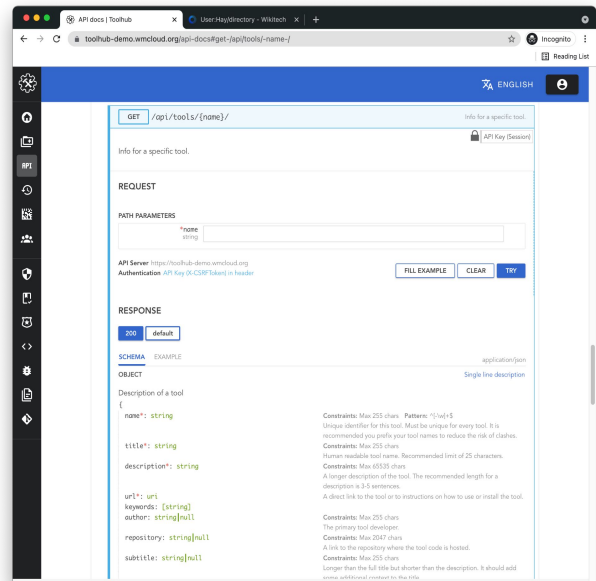 API docs | Toolhub
User:Hay/directory - Wikitech
toolhub-demo.wmcloud.org/api-docs#get-/api/tools/-name-/
Incognito
Reading List
ENGLISH
API
GET /api/tools/{name}/ Info for a specific tool.
API Key (Session)
Info for a specific tool.
REQUEST
PATH PARAMETERS
*name
string
API Server https://toolhub-demo.wmcloud.org
Authentication API Key (X-CSRFToken) in header
FILL EXAMPLE CLEAR TRY
RESPONSE
200 default
SCHEMA EXAMPLE application/json
OBJECT Single line description
Description of a tool
{
name*: string Constraints: Max 255 chars Pattern: ^[-\w]+$
Unique identifier for this tool. Must be unique for every tool. It is
recommended you prefix your tool names to reduce the risk of clashes.
title*: string Constraints: Max 255 chars
Human readable tool name. Recommended limit of 25 characters.
description*: string Constraints: Max 65535 chars
A longer description of the tool. The recommended length for a
description is 3-5 sentences.
url*: uri A direct link to the tool or to instructions on how to use or install the tool.
keywords: [string]
author: string|null Constraints: Max 255 chars
The primary tool developer.
repository: string|null Constraints: Max 2047 chars
A link to the repository where the tool code is hosted.
subtitle: string|null Constraints: Max 255 chars
Longer than the full title but shorter than the description. It should add
some additional context to the title.